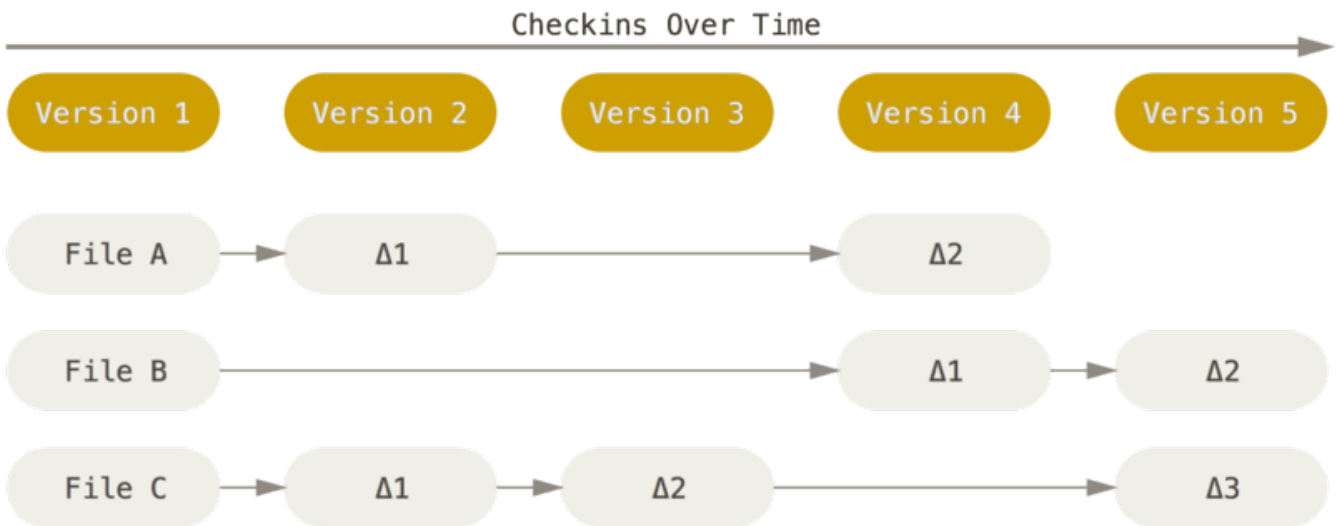 Checkins Over Time
Version 1 Version 2 Version 3 Version 4 Version 5
File A Δ1 Δ2
File B Δ1 Δ2
File C Δ1 Δ2 Δ3